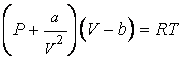 (P + a/V²)(V − b) = RT